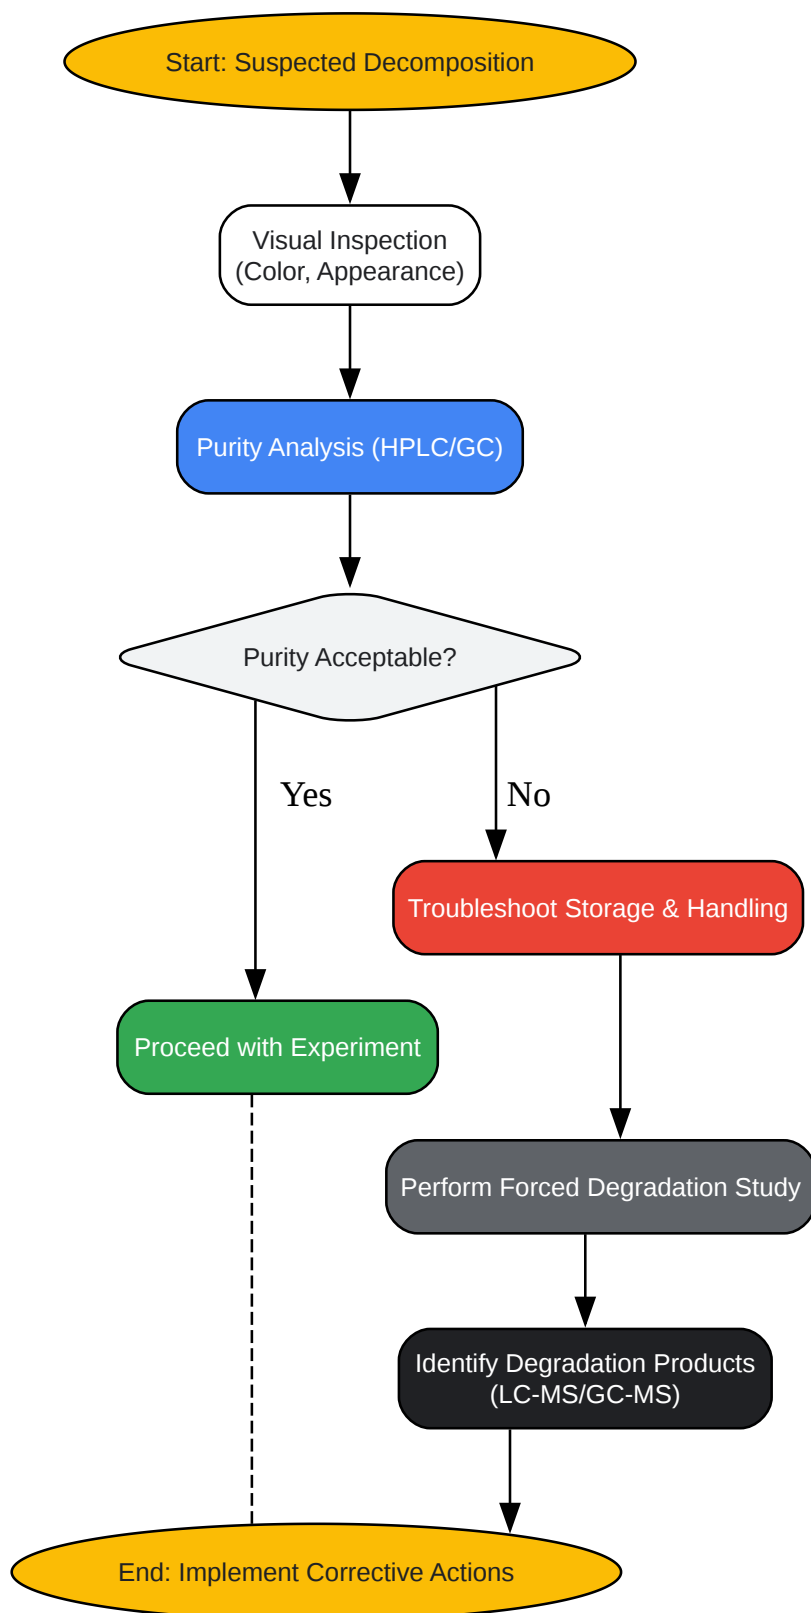 Start: Suspected Decomposition
Visual Inspection
(Color, Appearance)
Purity Analysis (HPLC/GC)
Purity Acceptable?
Yes
No
Troubleshoot Storage & Handling
Proceed with Experiment
Perform Forced Degradation Study
Identify Degradation Products
(LC-MS/GC-MS)
End: Implement Corrective Actions